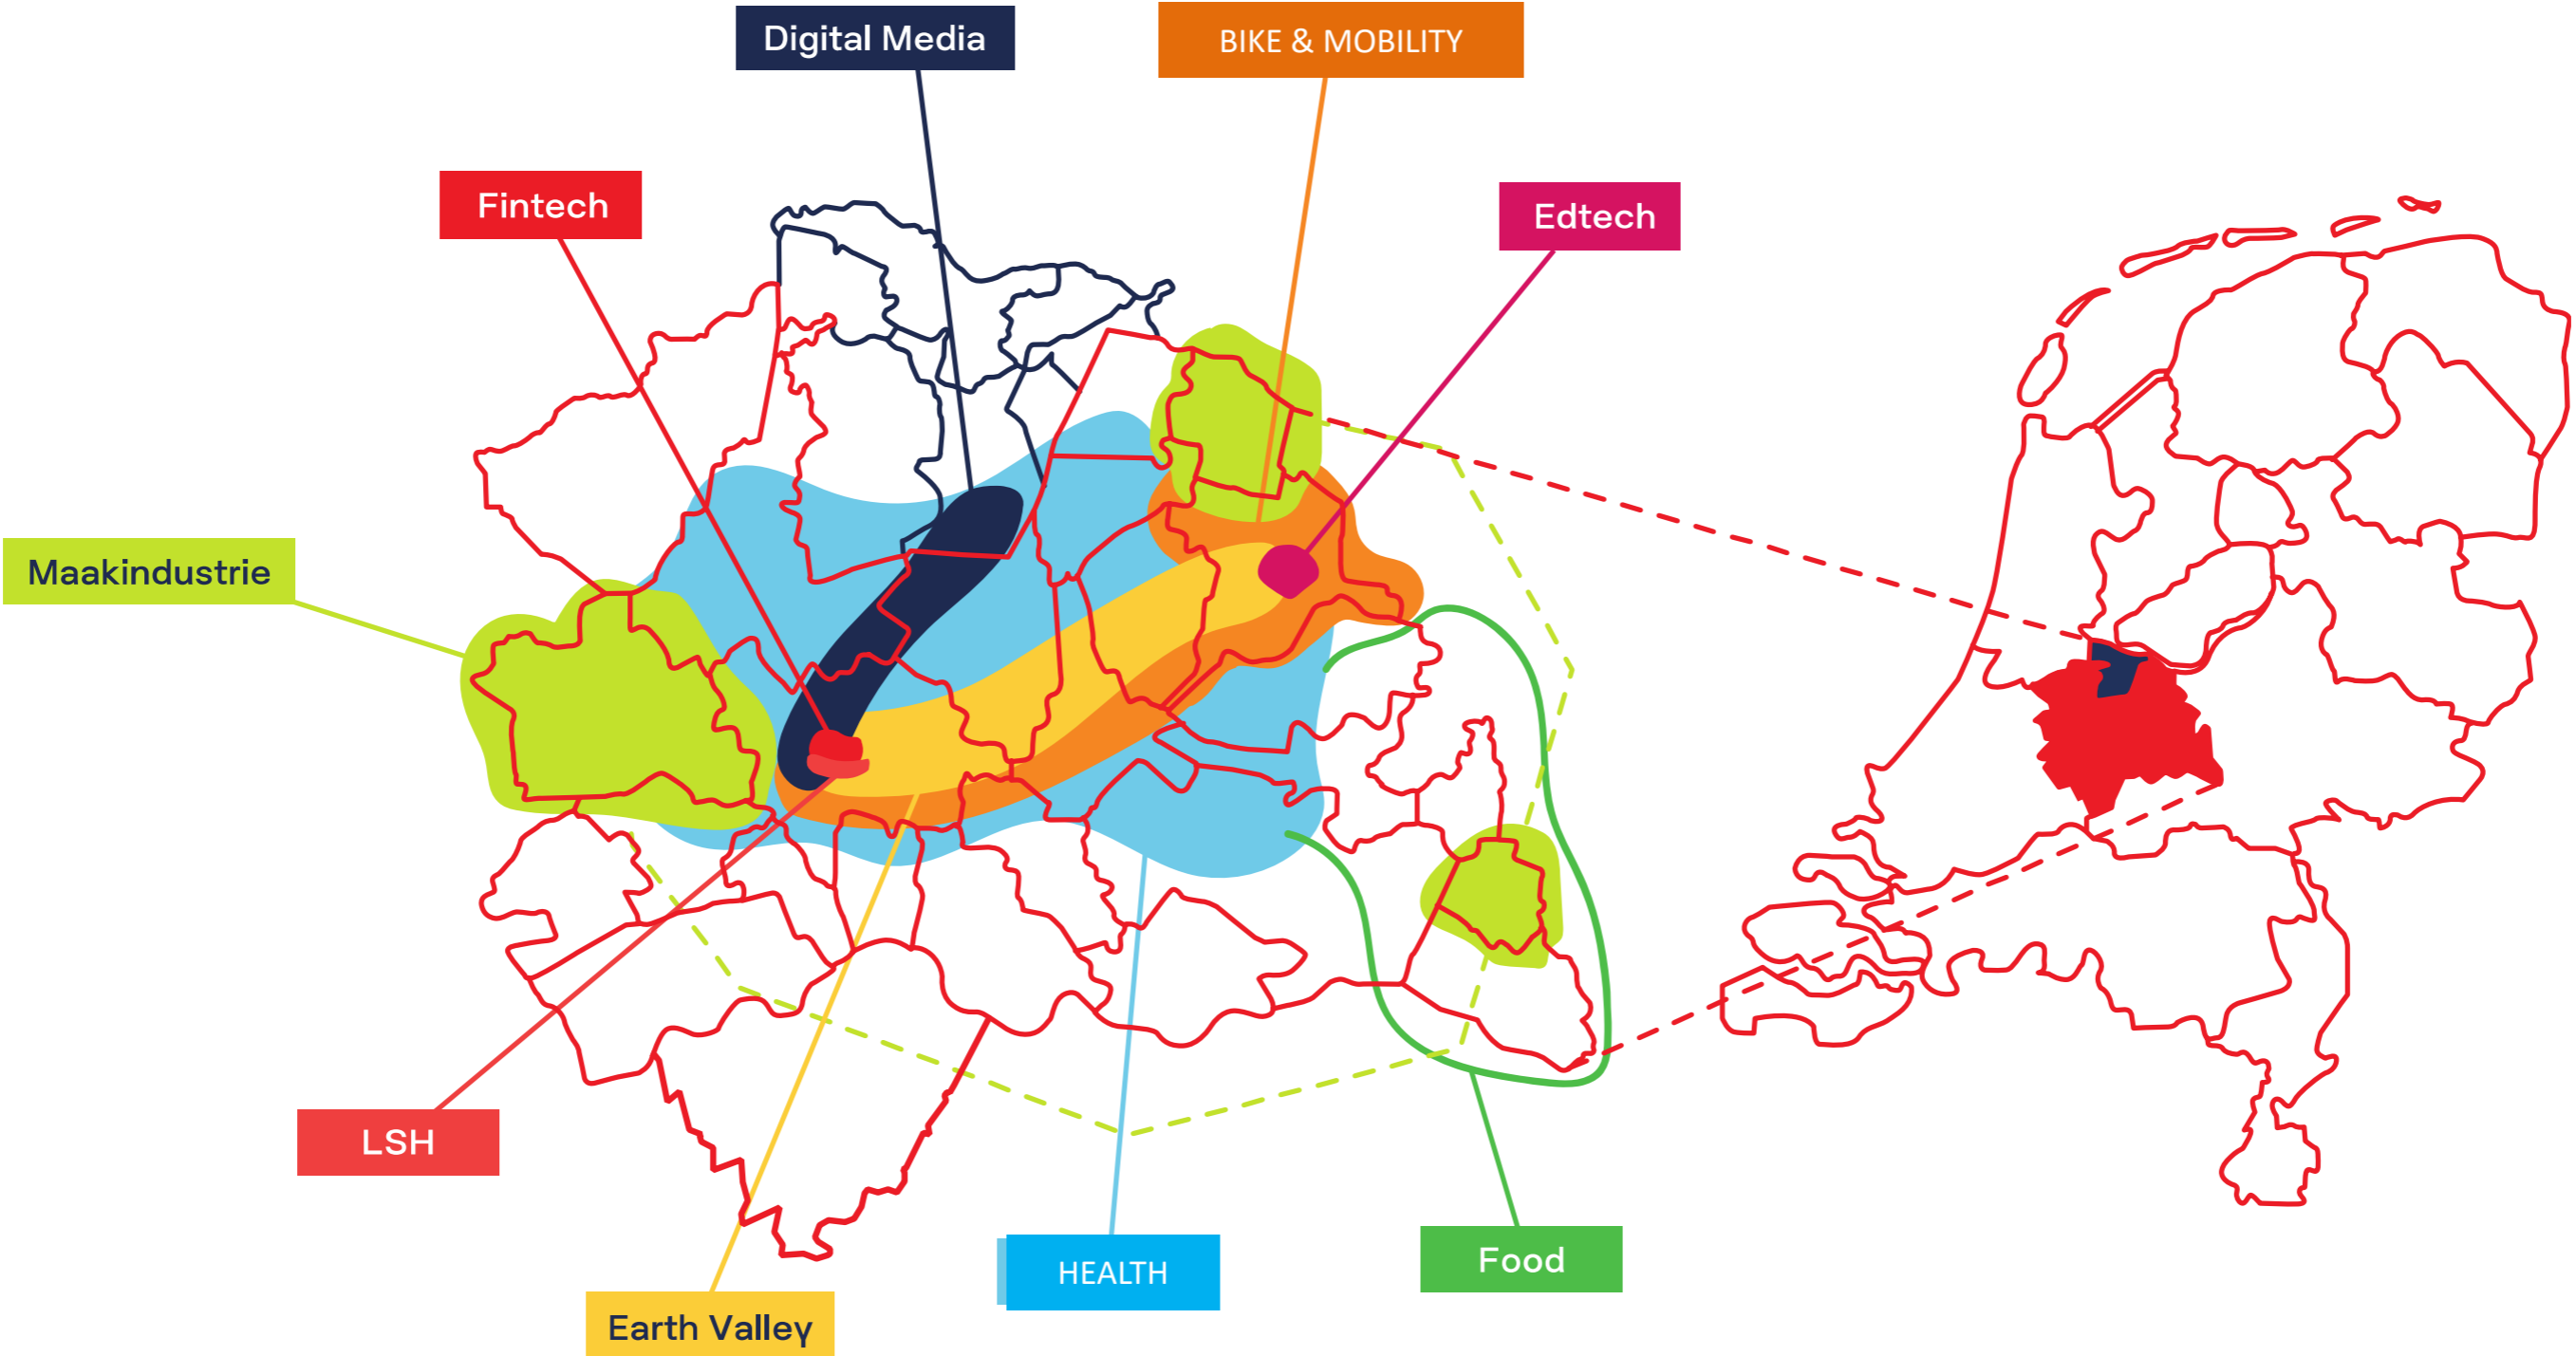 Digital Media
BIKE & MOBILITY
Fintech
Edtech
Maakindustrie
LSH
HEALTH
Food
Earth Valley